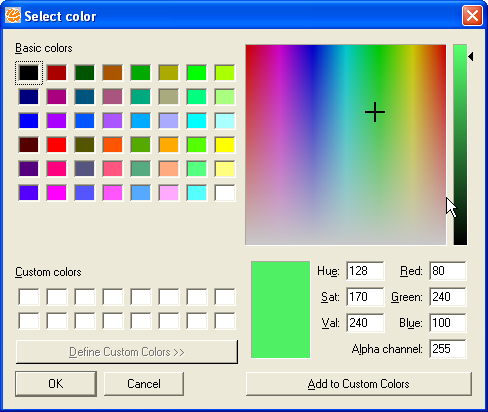 Select color
Basic colors
Custom colors
Define Custom Colors >>
OK
Cancel
Hue: 128
Red: 80
Sat: 170
Green: 240
Val: 240
Blue: 100
Alpha channel: 255
Add to Custom Colors